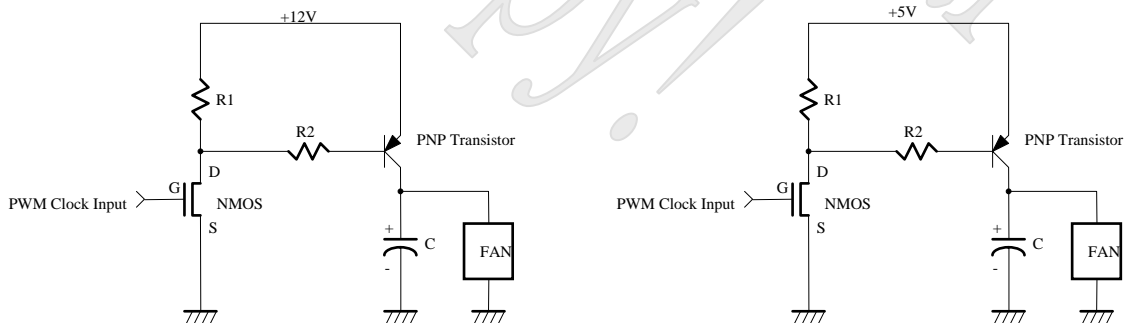 +12V
R1
R2
PNP Transistor
D
G
PWM Clock Input
NMOS
S
+
C
-
FAN
+5V
R1
R2
PNP Transistor
D
G
PWM Clock Input
NMOS
S
+
C
-
FAN